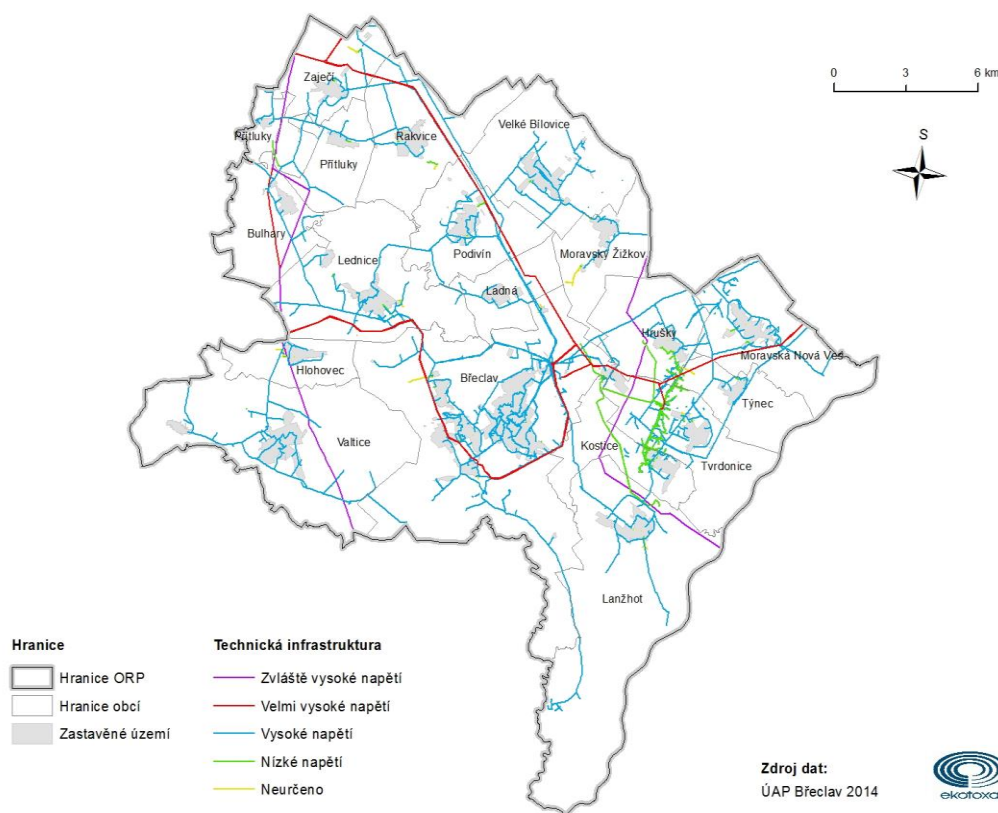 0 3 6 km
S
Zaječí
Přítluky
Rakvice
Velké Bílovice
Přítluky
Bulhary
Lednice
Podivín
Moravský Žižkov
Ladná
Hrušky
Moravská Nová Ves
Hlohovec
Břeclav
Týnec
Valtice
Kostice
Tvrdonice
Lanžhot
Hranice
Hranice ORP
Hranice obcí
Zastavěné území
Technická infrastruktura
Zvláště vysoké napětí
Velmi vysoké napětí
Vysoké napětí
Nízké napětí
Neurčeno
Zdroj dat:
ÚAP Břeclav 2014
ekotoxa